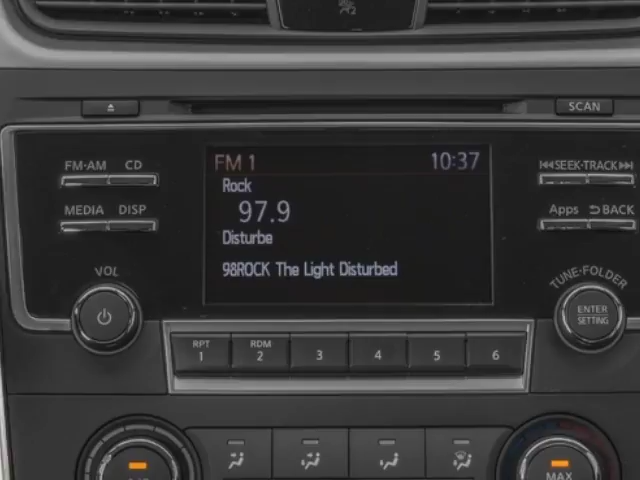 SCAN
FM·AM CD
MEDIA DISP
VOL
FM 1 10:37
Rock
97.9
Disturbe
98ROCK The Light Disturbed
SEEK·TRACK
Apps BACK
TUNE·FOLDER
ENTER
SETTING
RPT RDM
1 2 3 4 5 6
MAX